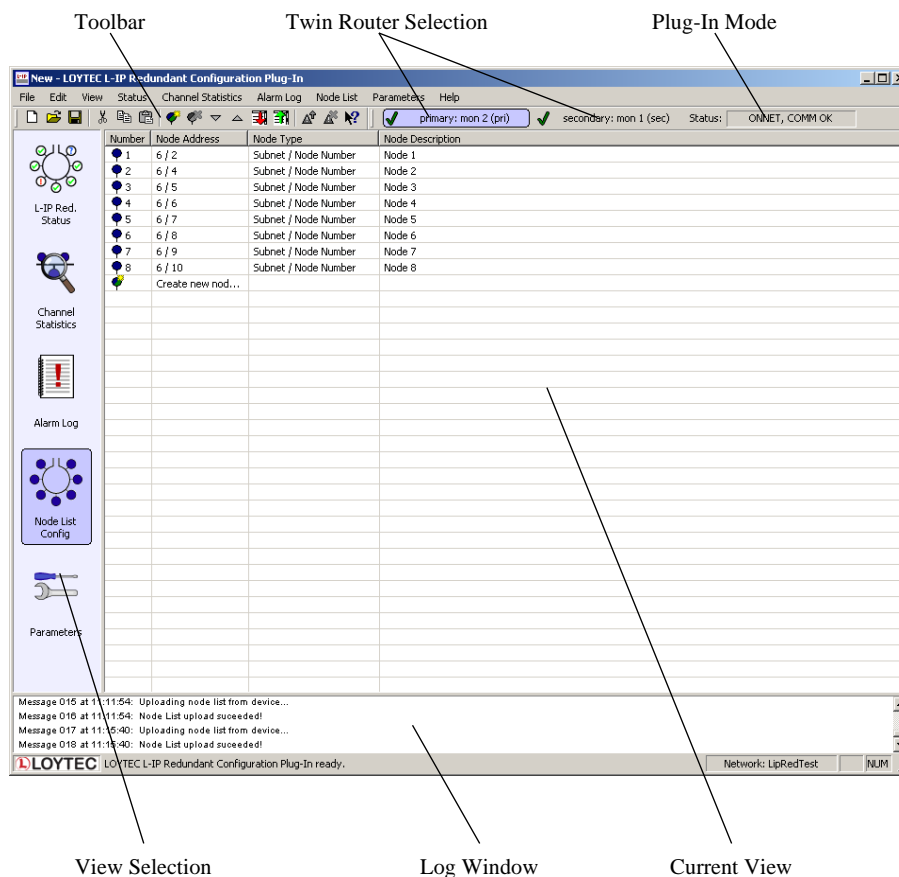 Toolbar Twin Router Selection Plug-In Mode
New - LOYTEC L-IP Redundant Configuration Plug-In
File Edit View Status Channel Statistics Alarm Log Node List Parameters Help
primary: mon 2 (pri) secondary: mon 1 (sec) Status: ONNET, COMM OK
Number Node Address Node Type Node Description
1 6 / 2 Subnet / Node Number Node 1
2 6 / 4 Subnet / Node Number Node 2
3 6 / 5 Subnet / Node Number Node 3
4 6 / 6 Subnet / Node Number Node 4
5 6 / 7 Subnet / Node Number Node 5
6 6 / 8 Subnet / Node Number Node 6
7 6 / 9 Subnet / Node Number Node 7
8 6 / 10 Subnet / Node Number Node 8
Create new nod...
L-IP Red.
Status
Channel
Statistics
Alarm Log
Node List
Config
Parameters
Message 015 at 11:11:54: Uploading node list from device...
Message 016 at 11:11:54: Node List upload suceeded!
Message 017 at 11:15:40: Uploading node list from device...
Message 018 at 11:15:40: Node List upload suceeded!
LOYTEC LOYTEC L-IP Redundant Configuration Plug-In ready. Network: LipRedTest NUM
View Selection Log Window Current View